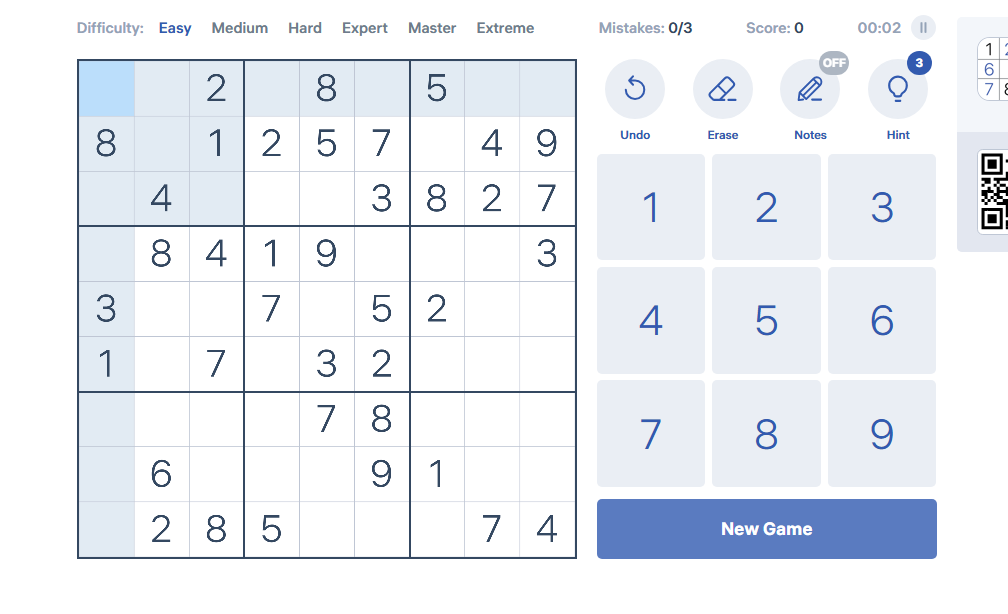 Difficulty: Easy Medium Hard Expert Master Extreme Mistakes: 0/3 Score: 0 00:02
OFF 3
Undo Erase Notes Hint
2 8 5
8 1 2 5 7 4 9
4 3 8 2 7
8 4 1 9 3
3 7 5 2
1 7 3 2
7 8
6 9 1
2 8 5 7 4
1 2 3
4 5 6
7 8 9
New Game
1
6
7